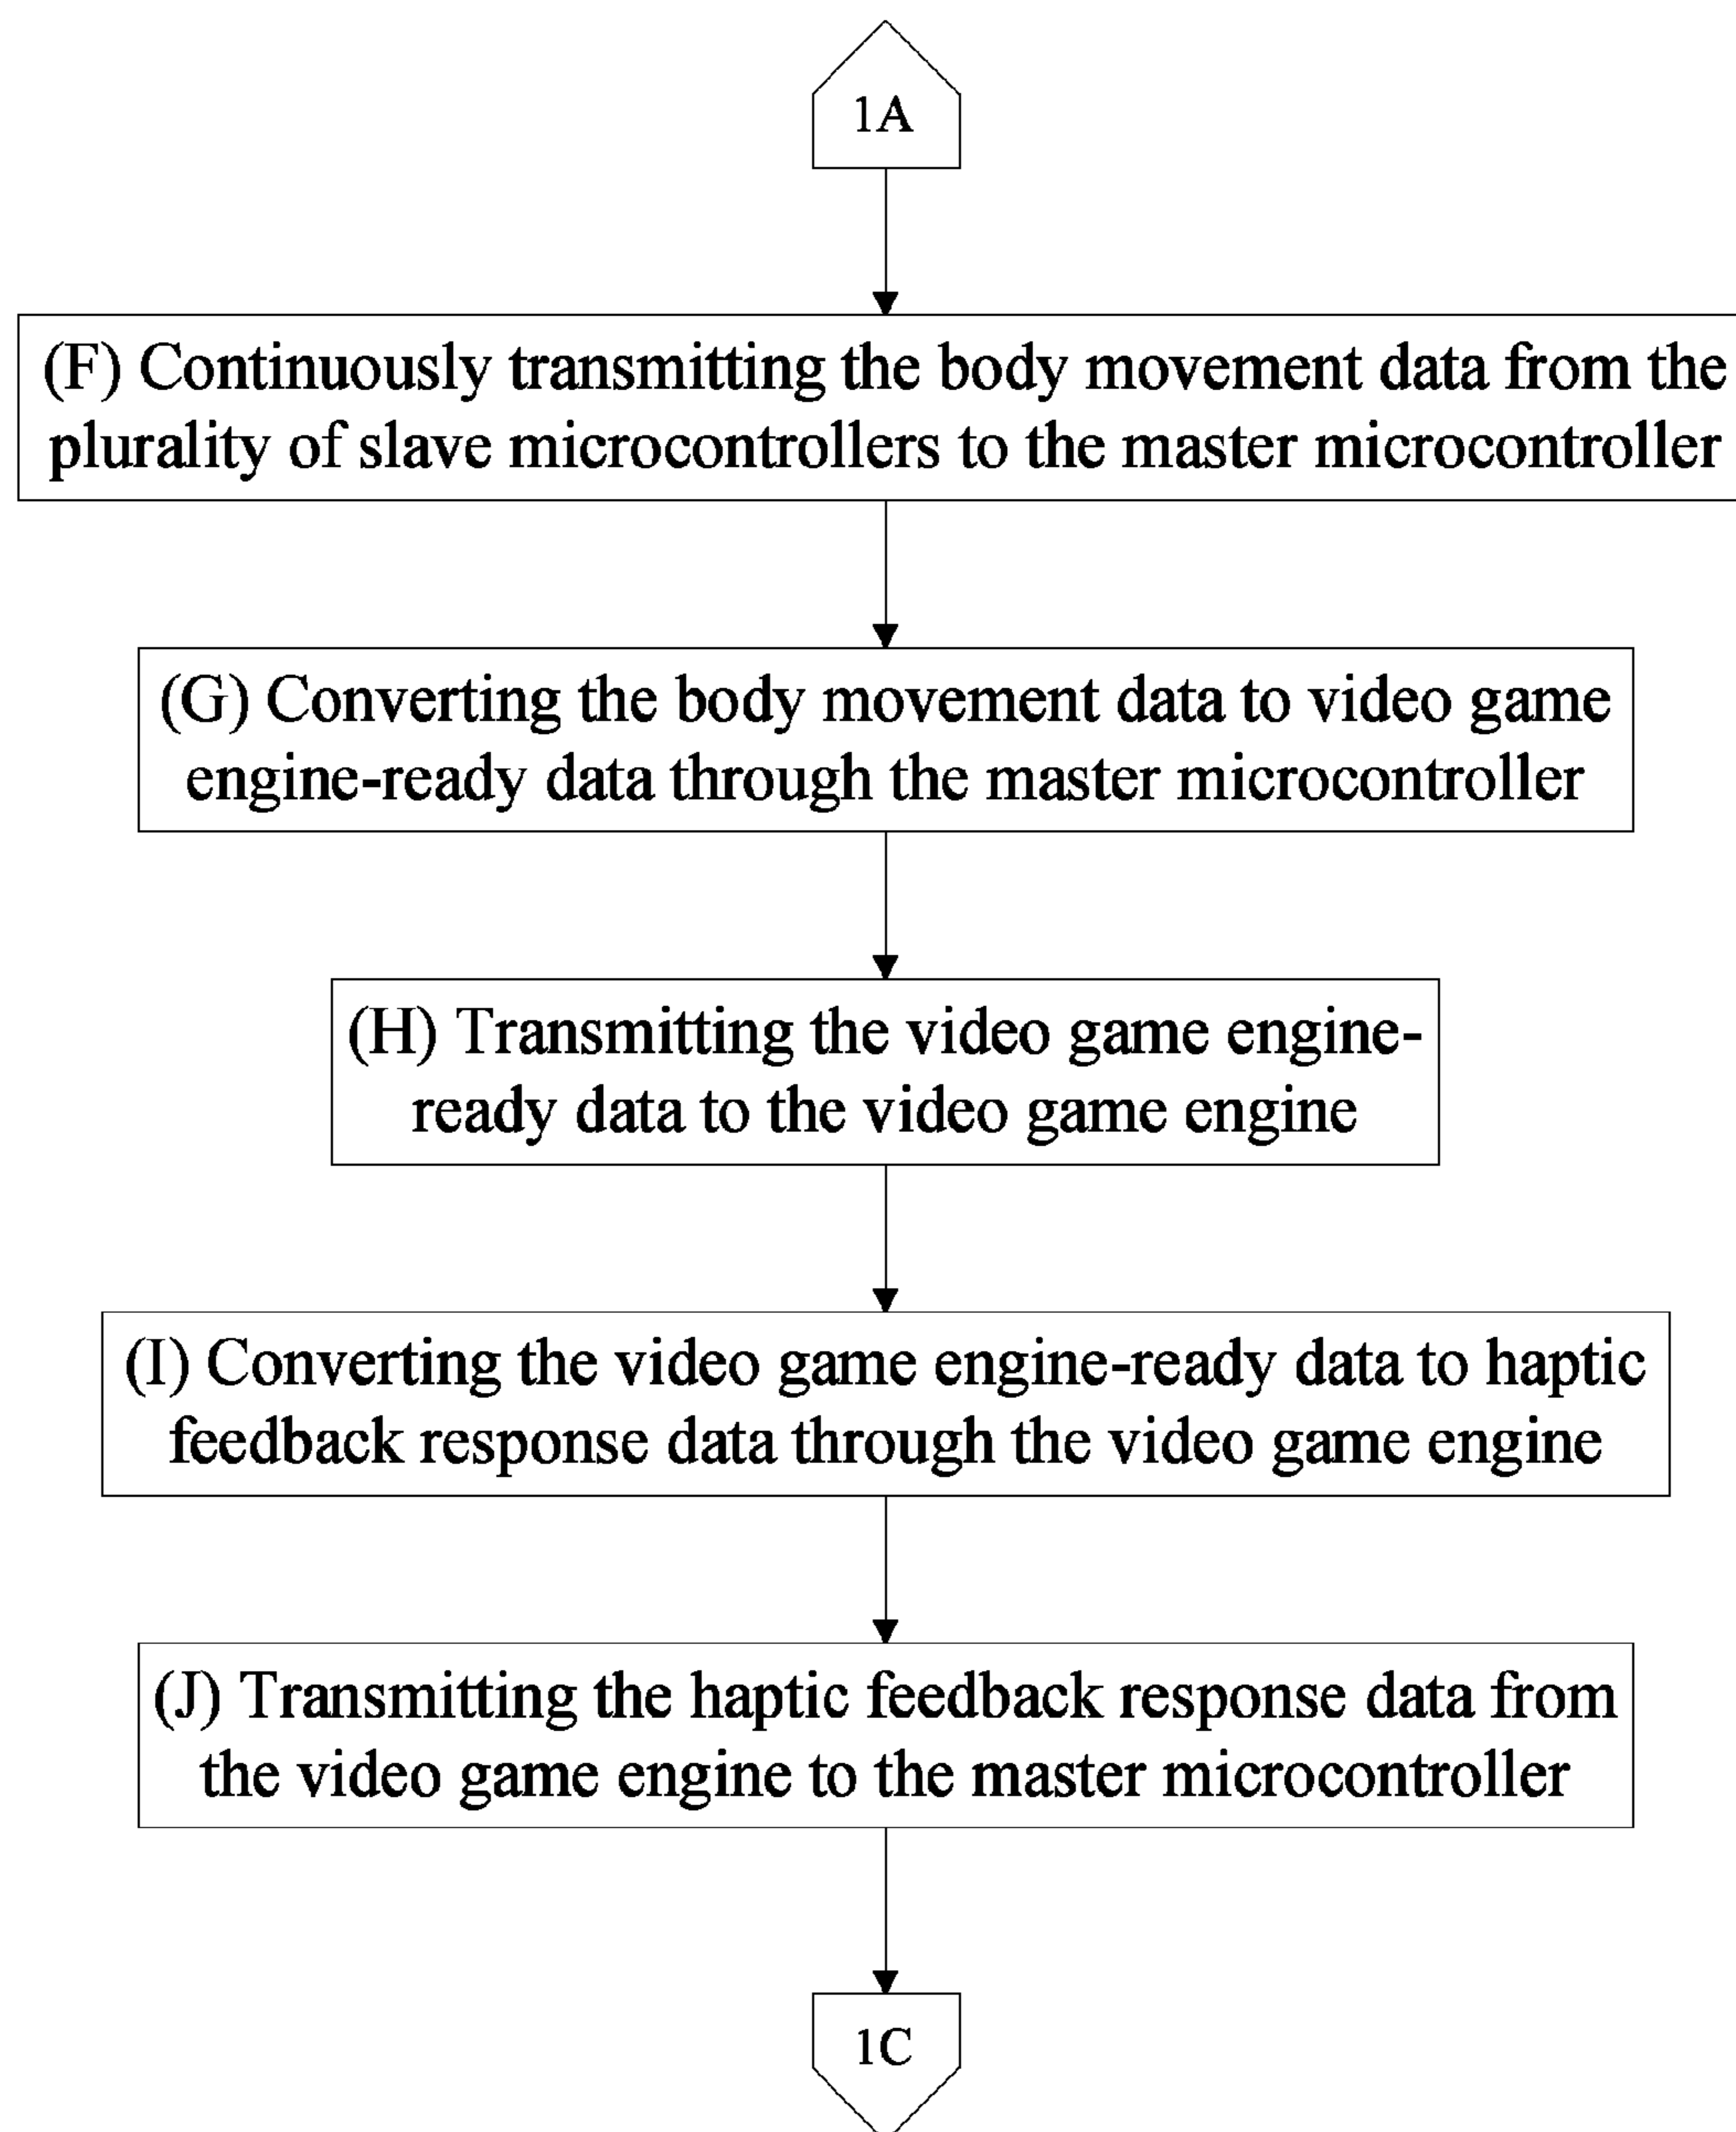 1A
(F) Continuously transmitting the body movement data from the
plurality of slave microcontrollers to the master microcontroller
(G) Converting the body movement data to video game
engine-ready data through the master microcontroller
(H) Transmitting the video game engine-
ready data to the video game engine
(I) Converting the video game engine-ready data to haptic
feedback response data through the video game engine
(J) Transmitting the haptic feedback response data from
the video game engine to the master microcontroller
1C